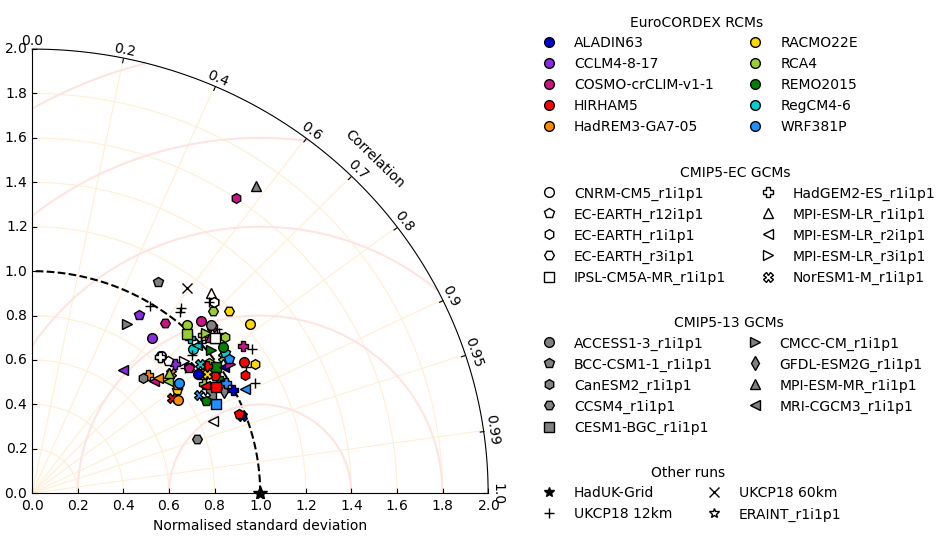 EuroCORDEX RCMs
ALADIN63
RACMO22E
CCLM4-8-17
RCA4
COSMO-crCLIM-v1-1
REMO2015
HIRHAM5
RegCM4-6
HadREM3-GA7-05
WRF381P
CMIP5-EC GCMs
CNRM-CM5_r1i1p1
HadGEM2-ES_r1i1p1
EC-EARTH_r12i1p1
MPI-ESM-LR_r1i1p1
EC-EARTH_r1i1p1
MPI-ESM-LR_r2i1p1
EC-EARTH_r3i1p1
MPI-ESM-LR_r3i1p1
IPSL-CM5A-MR_r1i1p1
NorESM1-M_r1i1p1
CMIP5-13 GCMs
ACCESS1-3_r1i1p1
CMCC-CM_r1i1p1
BCC-CSM1-1_r1i1p1
GFDL-ESM2G_r1i1p1
CanESM2_r1i1p1
MPI-ESM-MR_r1i1p1
CCSM4_r1i1p1
MRI-CGCM3_r1i1p1
CESM1-BGC_r1i1p1
Other runs
HadUK-Grid
UKCP18 60km
UKCP18 12km
ERAINT_r1i1p1
0.0
0.2
0.4
0.6
Correlation
0.7
0.8
0.9
0.95
0.99
1.0
2.0
1.8
1.6
1.4
1.2
1.0
0.8
0.6
0.4
0.2
0.0
0.0 0.2 0.4 0.6 0.8 1.0 1.2 1.4 1.6 1.8 2.0
Normalised standard deviation